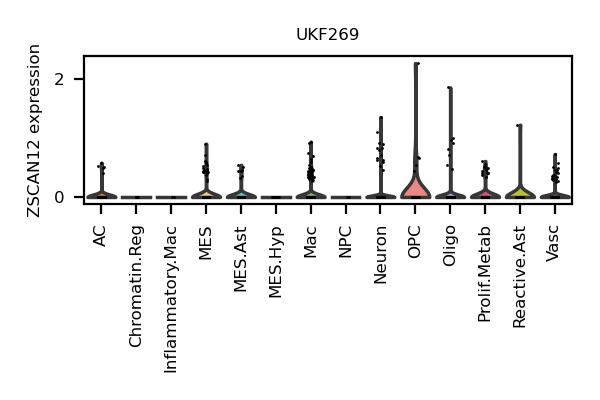 UKF269
ZSCAN12 expression
2
0
AC
Chromatin.Reg
Inflammatory.Mac
MES
MES.Ast
MES.Hyp
Mac
NPC
Neuron
OPC
Oligo
Prolif.Metab
Reactive.Ast
Vasc